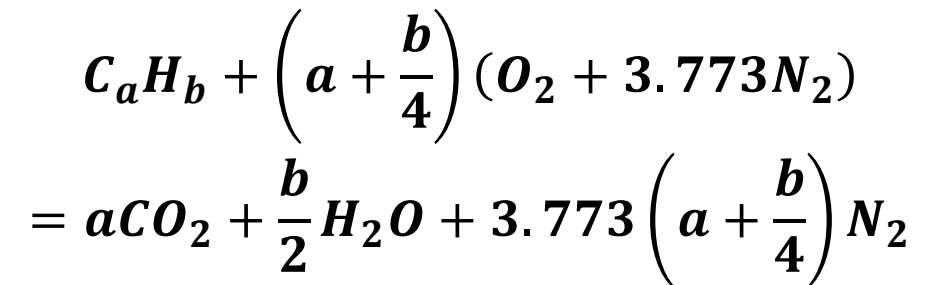 C_aH_b + (a + b/4)(O_2 + 3.773N_2)
= aCO_2 + b/2 H_2O + 3.773(a + b/4)N_2